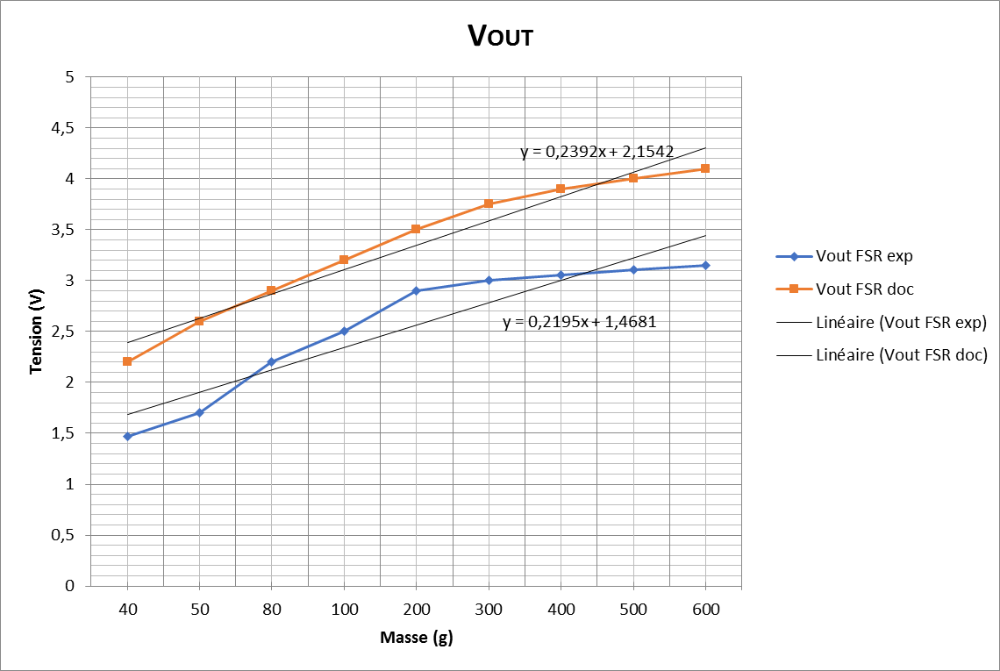 VOUT
5
4,5
4
3,5
3
2,5
2
1,5
1
0,5
0
Tension (V)
y = 0,2392x + 2,1542
y = 0,2195x + 1,4681
40 50 80 100 200 300 400 500 600
Masse (g)
Vout FSR exp
Vout FSR doc
Linéaire (Vout FSR exp)
Linéaire (Vout FSR doc)